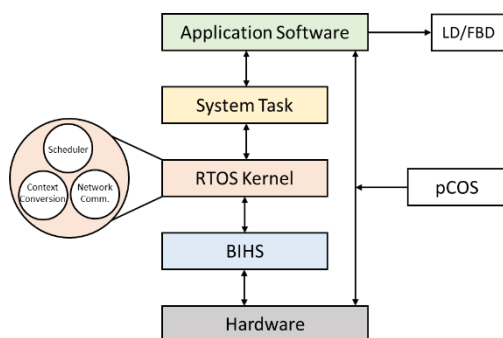 Application Software
LD/FBD
System Task
Scheduler
Context
Conversion
Network
Comm.
RTOS Kernel
pCOS
BIHS
Hardware